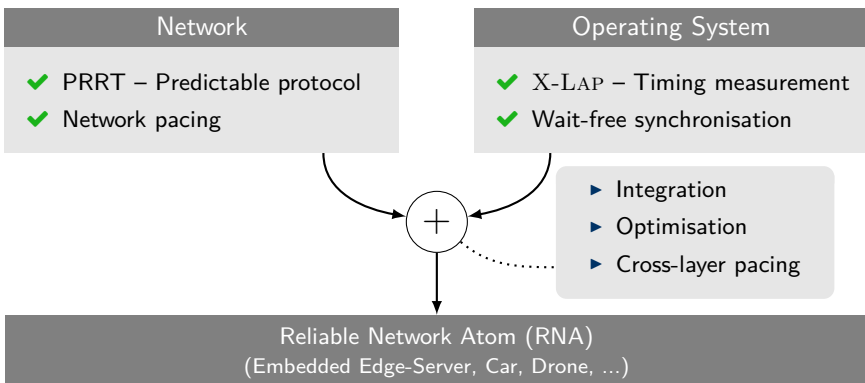 Network
✔ PRRT – Predictable protocol
✔ Network pacing
Operating System
✔ X-LAP – Timing measurement
✔ Wait-free synchronisation
+
▶ Integration
▶ Optimisation
▶ Cross-layer pacing
Reliable Network Atom (RNA)
(Embedded Edge-Server, Car, Drone, ...)